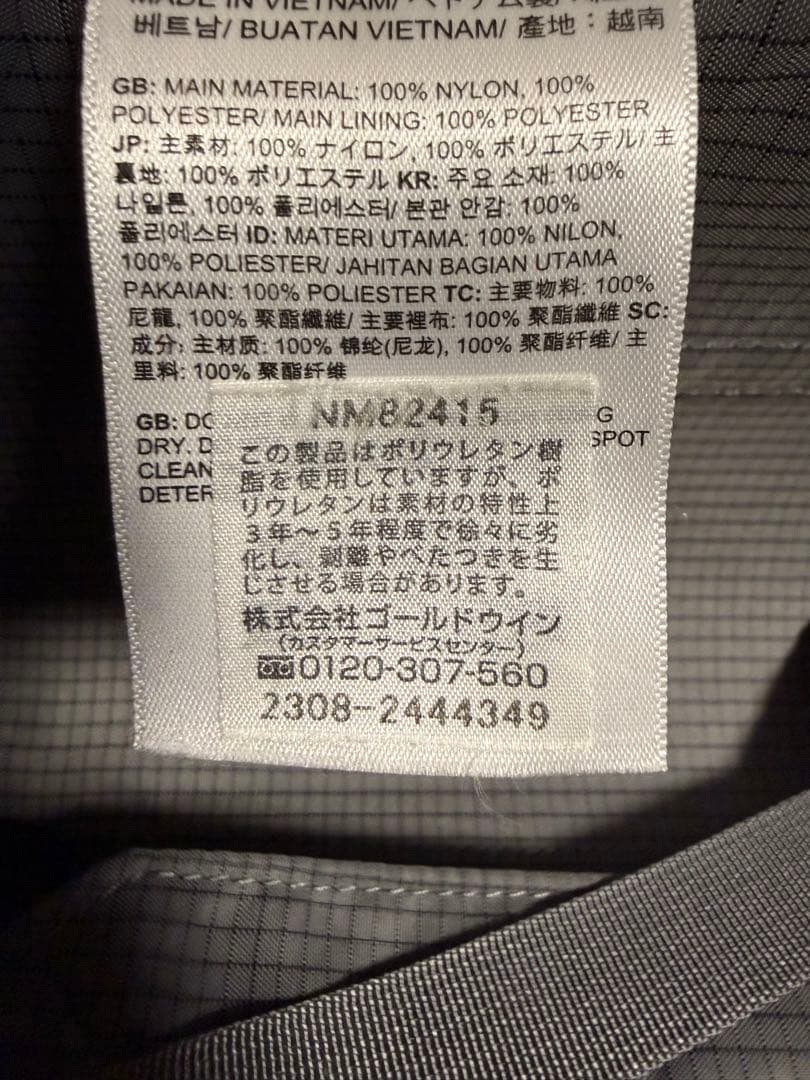 MADE IN VIETNAM/ ベトナム製/
베트남/ BUATAN VIETNAM/ 產地：越南
GB: MAIN MATERIAL: 100% NYLON, 100%
POLYESTER/ MAIN LINING: 100% POLYESTER
JP: 主素材: 100% ナイロン, 100% ポリエステル/ 主
裏地: 100% ポリエステル KR: 주요 소재: 100%
나일론, 100% 폴리에스터/ 본판 안감: 100%
폴리에스터 ID: MATERI UTAMA: 100% NILON,
100% POLIESTER/ JAHITAN BAGIAN UTAMA
PAKAIAN: 100% POLIESTER TC: 主要物料: 100%
尼龍, 100% 聚酯纖維/ 主要裡布: 100% 聚酯纖維 SC:
成分: 主材质: 100% 锦纶(尼龙), 100% 聚酯纤维/ 主
里料: 100% 聚酯纤维
GB: DO
DRY. D
CLEAN
DETER
G
SPOT
NM82415
この製品はポリウレタン樹
脂を使用していますが、ポ
リウレタンは素材の特性上
3年～5年程度で徐々に劣
化し、剥離やべたつきを生
じさせる場合があります。
株式会社ゴールドウイン
(カスタマーサービスセンター)
0120-307-560
2308-2444349